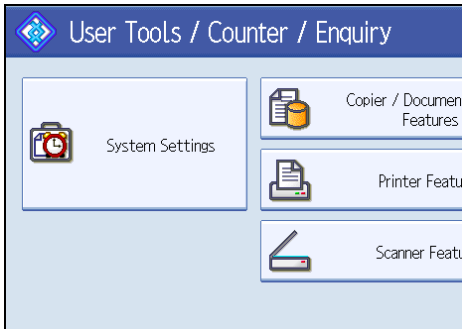 User Tools / Counter / Enquiry
System Settings
Copier / Documen
Features
Printer Featu
Scanner Featu